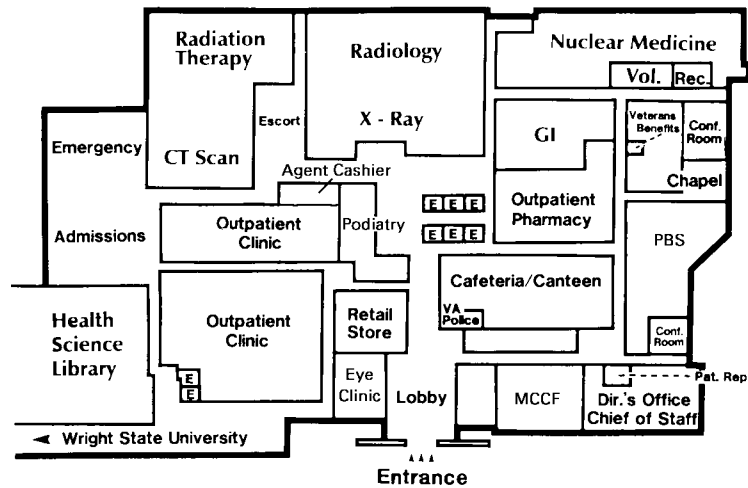 Radiation
Therapy
Radiology
Nuclear Medicine
Vol.
Rec.
Emergency
Escort
X - Ray
CT Scan
GI
Veterans
Benefits
Conf.
Room
Agent Cashier
Chapel
Admissions
Outpatient
Clinic
Podiatry
E E E
E E E
Outpatient
Pharmacy
PBS
Health
Science
Library
Outpatient
Clinic
E
E
Retail
Store
Cafeteria/Canteen
VA
Police
Conf.
Room
Eye
Clinic
Lobby
MCCF
Pat. Rep
Dir.'s Office
Chief of Staff
Wright State University
Entrance